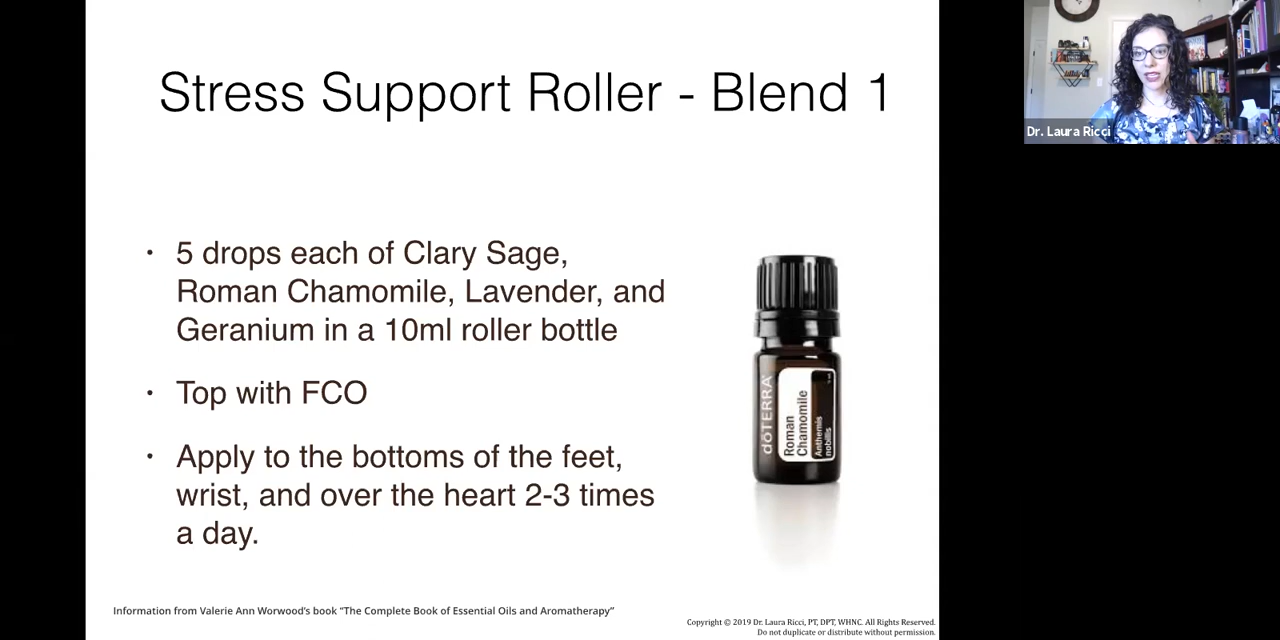 Stress Support Roller - Blend 1
Dr. Laura Ricci
• 5 drops each of Clary Sage,
Roman Chamomile, Lavender, and
Geranium in a 10ml roller bottle
• Top with FCO
• Apply to the bottoms of the feet,
wrist, and over the heart 2-3 times
a day.
dōTERRA
Roman
Chamomile
Anthemis
nobilis
Information from Valerie Ann Worwood's book “The Complete Book of Essential Oils and Aromatherapy”
Copyright © 2019 Dr. Laura Ricci, PT, DPT, WHNC. All Rights Reserved.
Do not duplicate or distribute without permission.